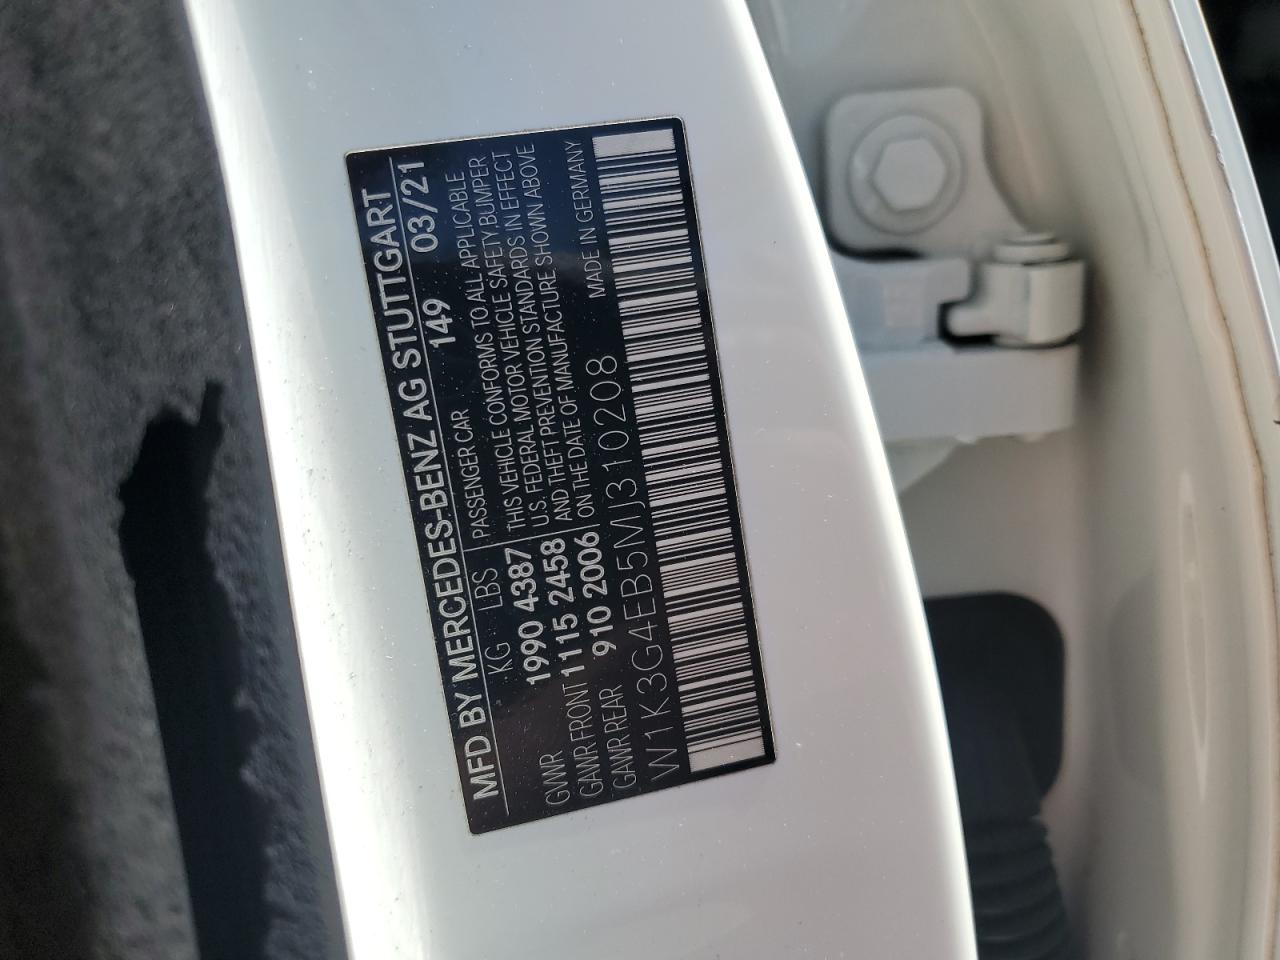 MFD BY MERCEDES-BENZ AG STUTTGART
149 03/21
KG LBS PASSENGER CAR
GVWR 1990 4387
GAWR FRONT 1115 2458
GAWR REAR 910 2006
THIS VEHICLE CONFORMS TO ALL APPLICABLE
U.S. FEDERAL MOTOR VEHICLE SAFETY, BUMPER
AND THEFT PREVENTION STANDARDS IN EFFECT
ON THE DATE OF MANUFACTURE SHOWN ABOVE
MADE IN GERMANY
W1K3G4EB5MJ310208